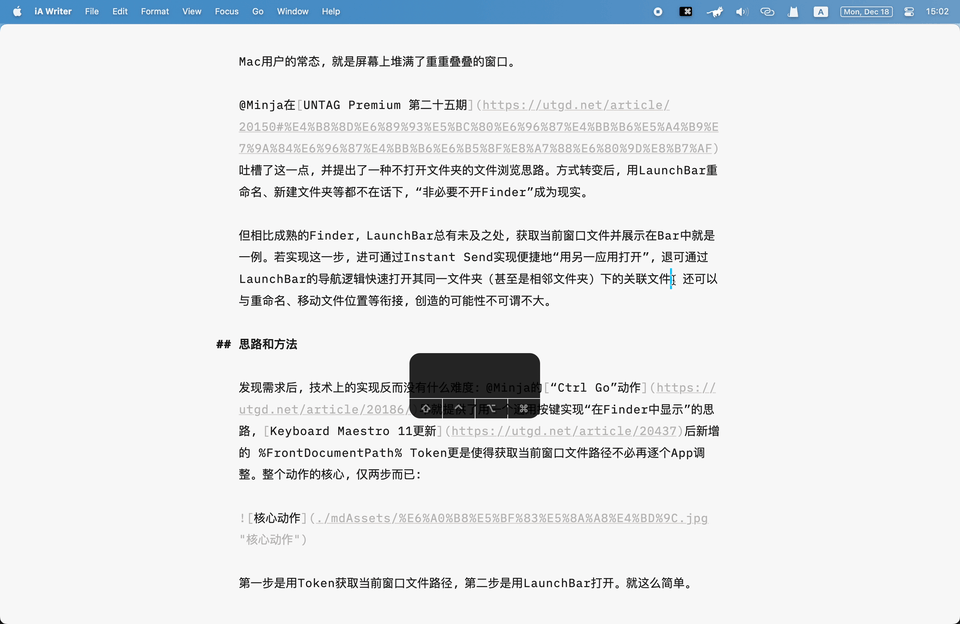 iA Writer File Edit Format View Focus Go Window Help A Mon, Dec 18 15:02
Mac用户的常态，就是屏幕上堆满了重重叠叠的窗口。
@Minja在[UNTAG Premium 第二十五期](https://utgd.net/article/
20150#%E4%B8%8D%E6%89%93%E5%BC%80%E6%96%87%E4%BB%B6%E5%A4%B9%E
7%9A%84%E6%96%87%E4%BB%B6%E6%B5%8F%E8%A7%88%E6%80%9D%E8%B7%AF)
吐槽了这一点，并提出了一种不打开文件夹的文件浏览思路。方式转变后，用LaunchBar重
命名、新建文件夹等都不在话下，“非必要不开Finder”成为现实。
但相比成熟的Finder，LaunchBar总有未及之处，获取当前窗口文件并展示在Bar中就是
一例。若实现这一步，进可通过Instant Send实现便捷地“用另一应用打开”，退可通过
LaunchBar的导航逻辑快速打开其同一文件夹（甚至是相邻文件夹）下的关联文件；还可以
与重命名、移动文件位置等衔接，创造的可能性不可谓不大。
## 思路和方法
发现需求后，技术上的实现反而没有什么难度：@Minja的[“Ctrl Go”动作](https://
utgd.net/article/20186/ 按键实现“在Finder中显示”的思
路，[Keyboard Maestro 11更新](https://utgd.net/article/20437)后新增
的 %FrontDocumentPath% Token更是使得获取当前窗口文件路径不必再逐个App调
整。整个动作的核心，仅两步而已：
![核心动作](./mdAssets/%E6%A0%B8%E5%BF%83%E5%8A%A8%E4%BD%9C.jpg
"核心动作")
第一步是用Token获取当前窗口文件路径，第二步是用LaunchBar打开。就这么简单。